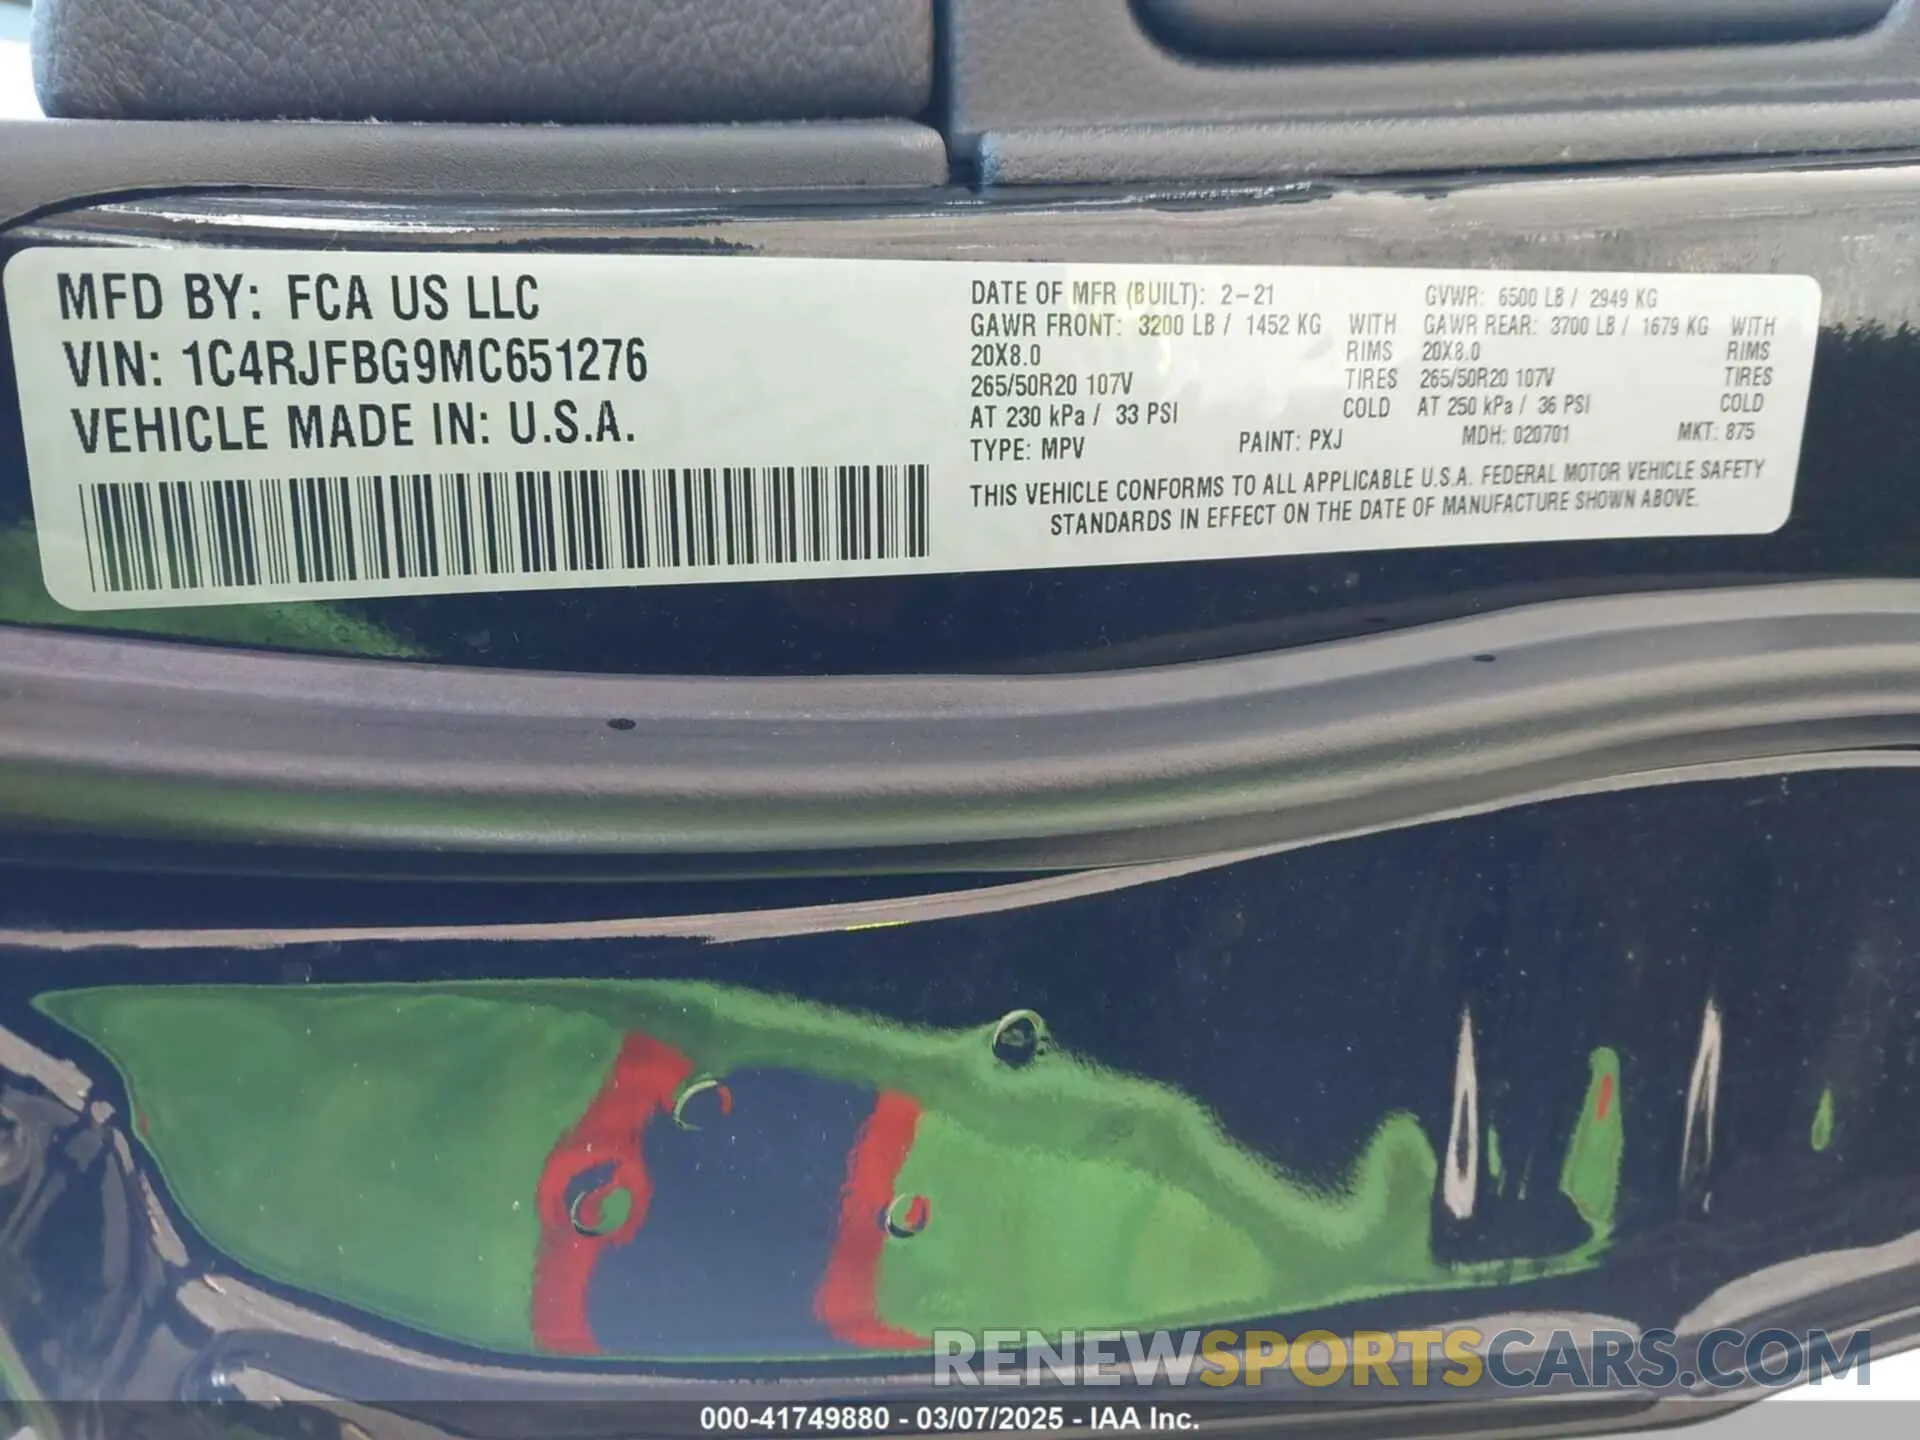 MFD BY: FCA US LLC
VIN: 1C4RJFBG9MC651276
VEHICLE MADE IN: U.S.A.
DATE OF MFR (BUILT): 2-21
GVWR: 6500 LB / 2949 KG
GAWR FRONT: 3200 LB / 1452 KG WITH
GAWR REAR: 3700 LB / 1679 KG WITH
20X8.0 RIMS
20X8.0 RIMS
265/50R20 107V TIRES
265/50R20 107V TIRES
AT 230 kPa / 33 PSI COLD
AT 250 kPa / 36 PSI COLD
TYPE: MPV PAINT: PXJ MDH: 020701 MKT: 875
THIS VEHICLE CONFORMS TO ALL APPLICABLE U.S.A. FEDERAL MOTOR VEHICLE SAFETY
STANDARDS IN EFFECT ON THE DATE OF MANUFACTURE SHOWN ABOVE.
RENEWSPORTSCARS.COM
000-41749880 - 03/07/2025 - IAA Inc.